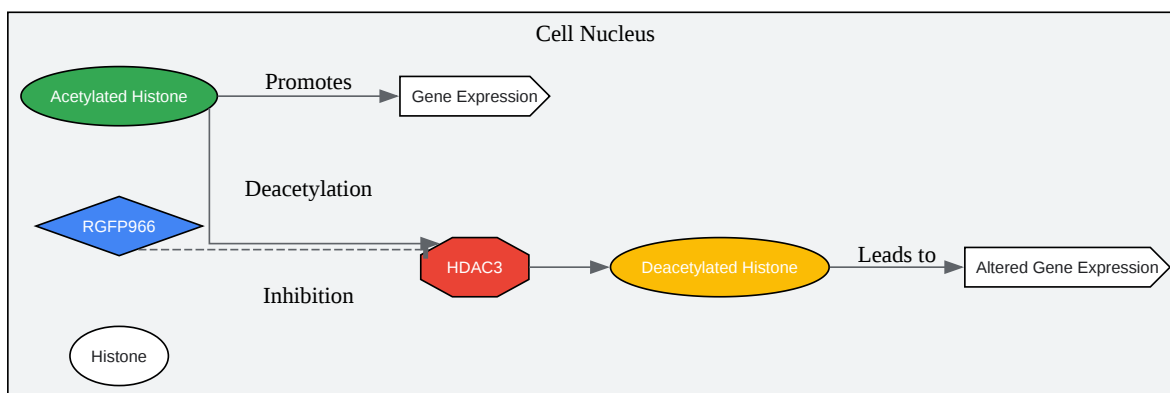 Cell Nucleus
Acetylated Histone
Promotes
Gene Expression
Deacetylation
RGFP966
HDAC3
Deacetylated Histone
Leads to
Altered Gene Expression
Inhibition
Histone